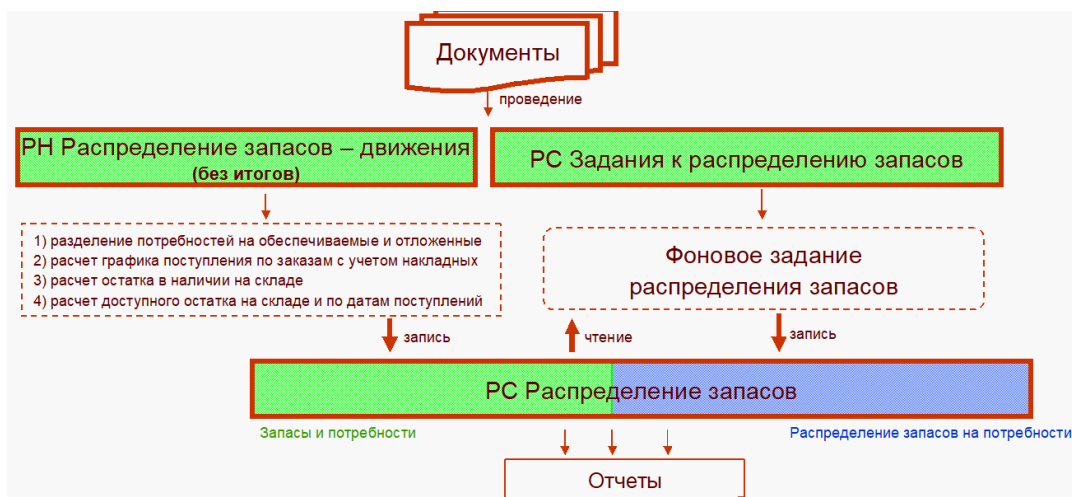 Документы
проведение
РН Распределение запасов – движения
(без итогов)
РС Задания к распределению запасов
1) разделение потребностей на обеспечиваемые и отложенные
2) расчет графика поступления по заказам с учетом накладных
3) расчет остатка в наличии на складе
4) расчет доступного остатка на складе и по датам поступлений
Фоновое задание
распределения запасов
запись
чтение
запись
РС Распределение запасов
Запасы и потребности
Распределение запасов на потребности
Отчеты